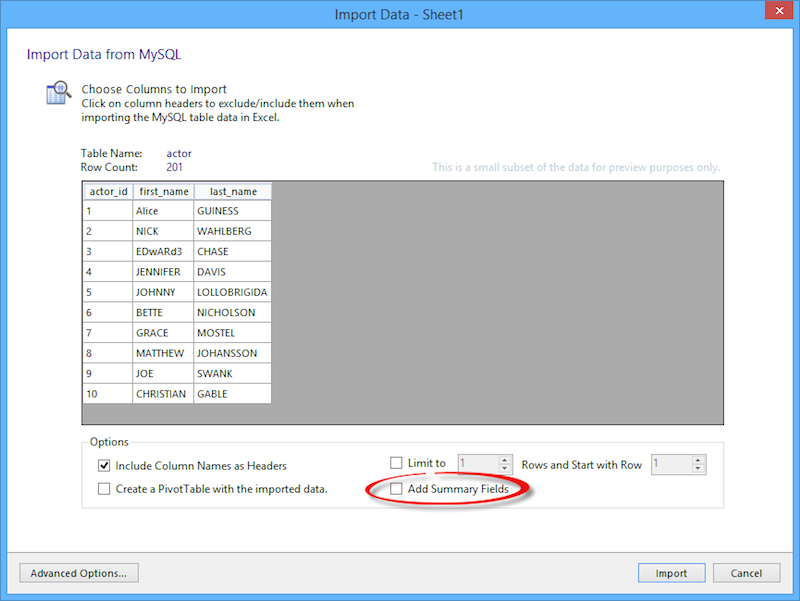 Import Data - Sheet1
Import Data from MySQL
Choose Columns to Import
Click on column headers to exclude/include them when
importing the MySQL table data in Excel.
Table Name: actor
Row Count: 201 This is a small subset of the data for preview purposes only.
actor_id first_name last_name
1 Alice GUINESS
2 NICK WAHLBERG
3 EDwARd3 CHASE
4 JENNIFER DAVIS
5 JOHNNY LOLLOBRIGIDA
6 BETTE NICHOLSON
7 GRACE MOSTEL
8 MATTHEW JOHANSSON
9 JOE SWANK
10 CHRISTIAN GABLE
Options
Include Column Names as Headers Limit to 1 Rows and Start with Row 1
Create a PivotTable with the imported data. Add Summary Fields
Advanced Options... Import Cancel